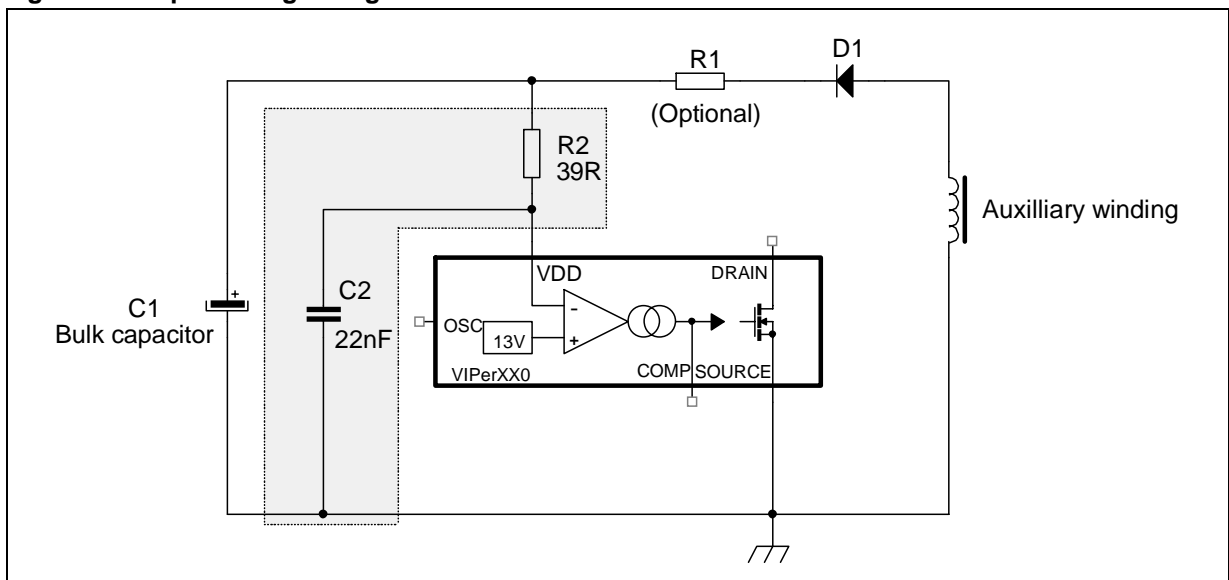 D1
R1
(Optional)
R2
39R
Auxilliary winding
VDD
DRAIN
C1
Bulk capacitor
+
C2
22nF
-
OSC
13V
+
VIPerXX0
COMP
SOURCE